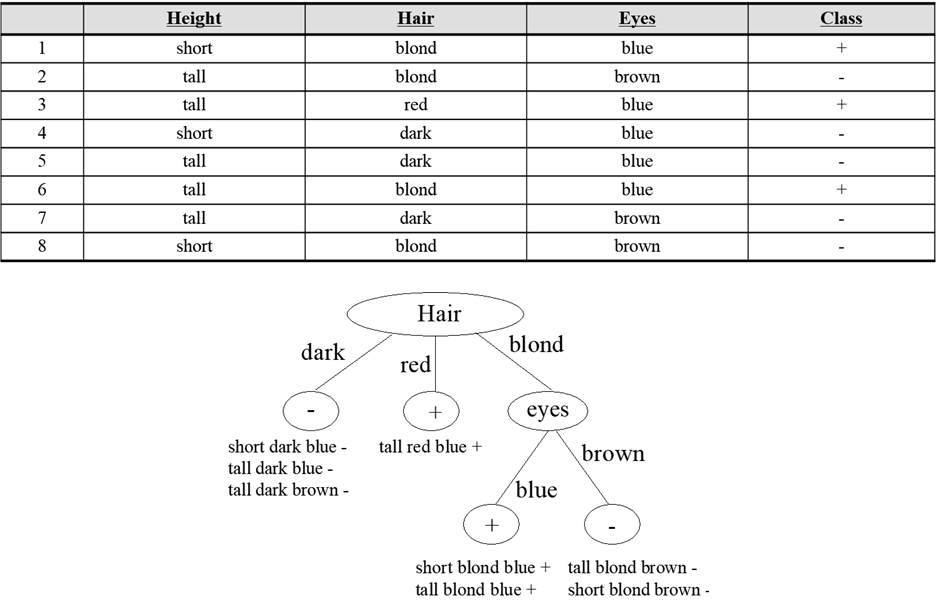 Height Hair Eyes Class
1 short blond blue +
2 tall blond brown -
3 tall red blue +
4 short dark blue -
5 tall dark blue -
6 tall blond blue +
7 tall dark brown -
8 short blond brown -
Hair
dark red blond
- + eyes
short dark blue - tall red blue +
tall dark blue -
tall dark brown -
blue brown
+ -
short blond blue + tall blond brown -
tall blond blue + short blond brown -